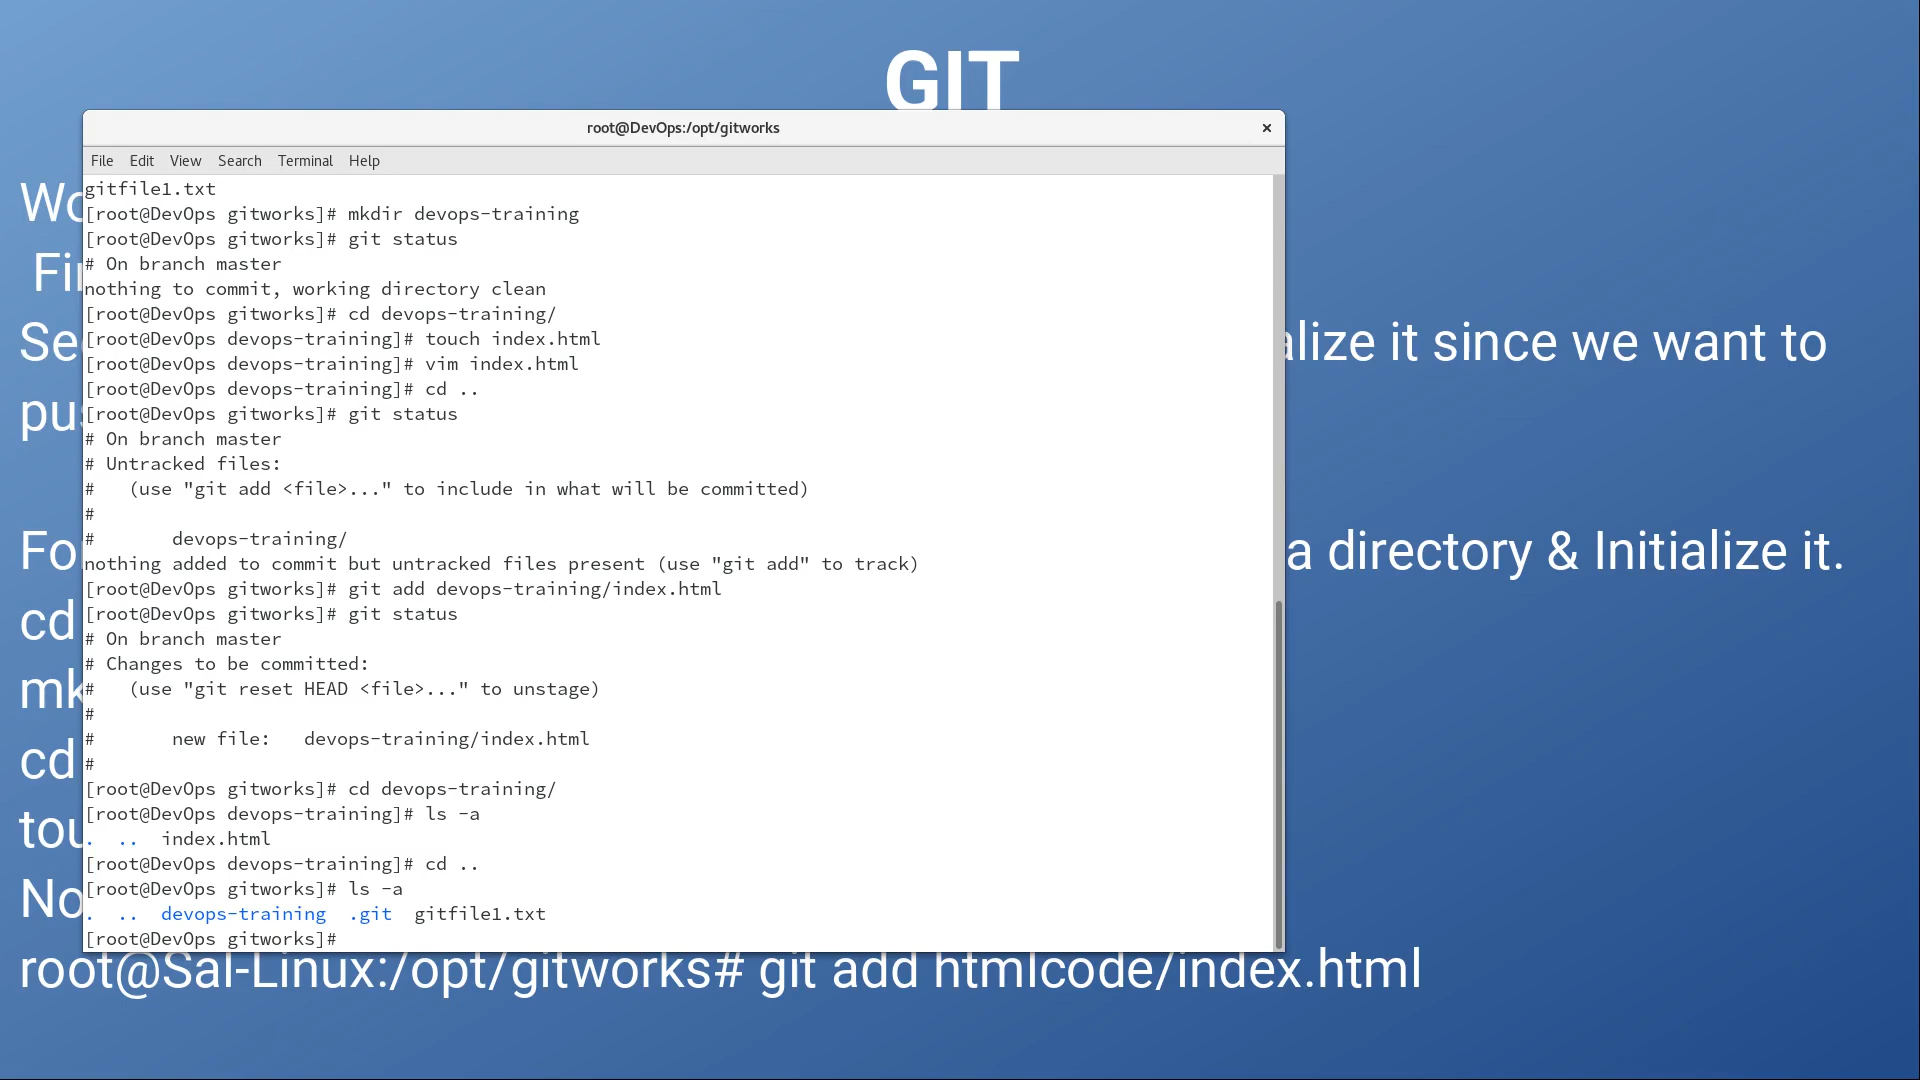 GIT
root@DevOps:/opt/gitworks
File Edit View Search Terminal Help
gitfile1.txt
[root@DevOps gitworks]# mkdir devops-training
[root@DevOps gitworks]# git status
# On branch master
nothing to commit, working directory clean
[root@DevOps gitworks]# cd devops-training/
[root@DevOps devops-training]# touch index.html
[root@DevOps devops-training]# vim index.html
[root@DevOps devops-training]# cd ..
[root@DevOps gitworks]# git status
# On branch master
# Untracked files:
#   (use "git add <file>..." to include in what will be committed)
#
#       devops-training/
nothing added to commit but untracked files present (use "git add" to track)
[root@DevOps gitworks]# git add devops-training/index.html
[root@DevOps gitworks]# git status
# On branch master
# Changes to be committed:
#   (use "git reset HEAD <file>..." to unstage)
#
#       new file:   devops-training/index.html
#
[root@DevOps gitworks]# cd devops-training/
[root@DevOps devops-training]# ls -a
.  ..  index.html
[root@DevOps devops-training]# cd ..
[root@DevOps gitworks]# ls -a
.  ..  devops-training  .git  gitfile1.txt
[root@DevOps gitworks]#
it since we want to
a directory & Initialize it.
cd
cd
root@Sal-Linux:/opt/gitworks# git add htmlcode/index.html